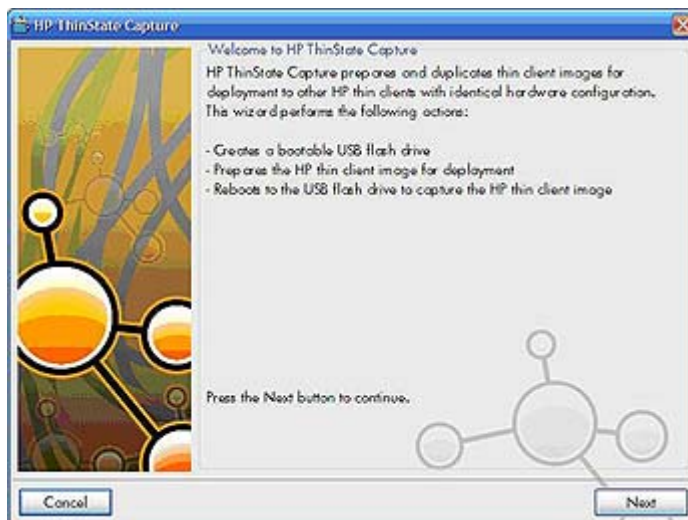 HP ThinState Capture
Welcome to HP ThinState Capture
HP ThinState Capture prepares and duplicates thin client images for
deployment to other HP thin clients with identical hardware configuration.
This wizard performs the following actions:
- Creates a bootable USB flash drive
- Prepares the HP thin client image for deployment
- Reboots to the USB flash drive to capture the HP thin client image
Press the Next button to continue.
Cancel
Next